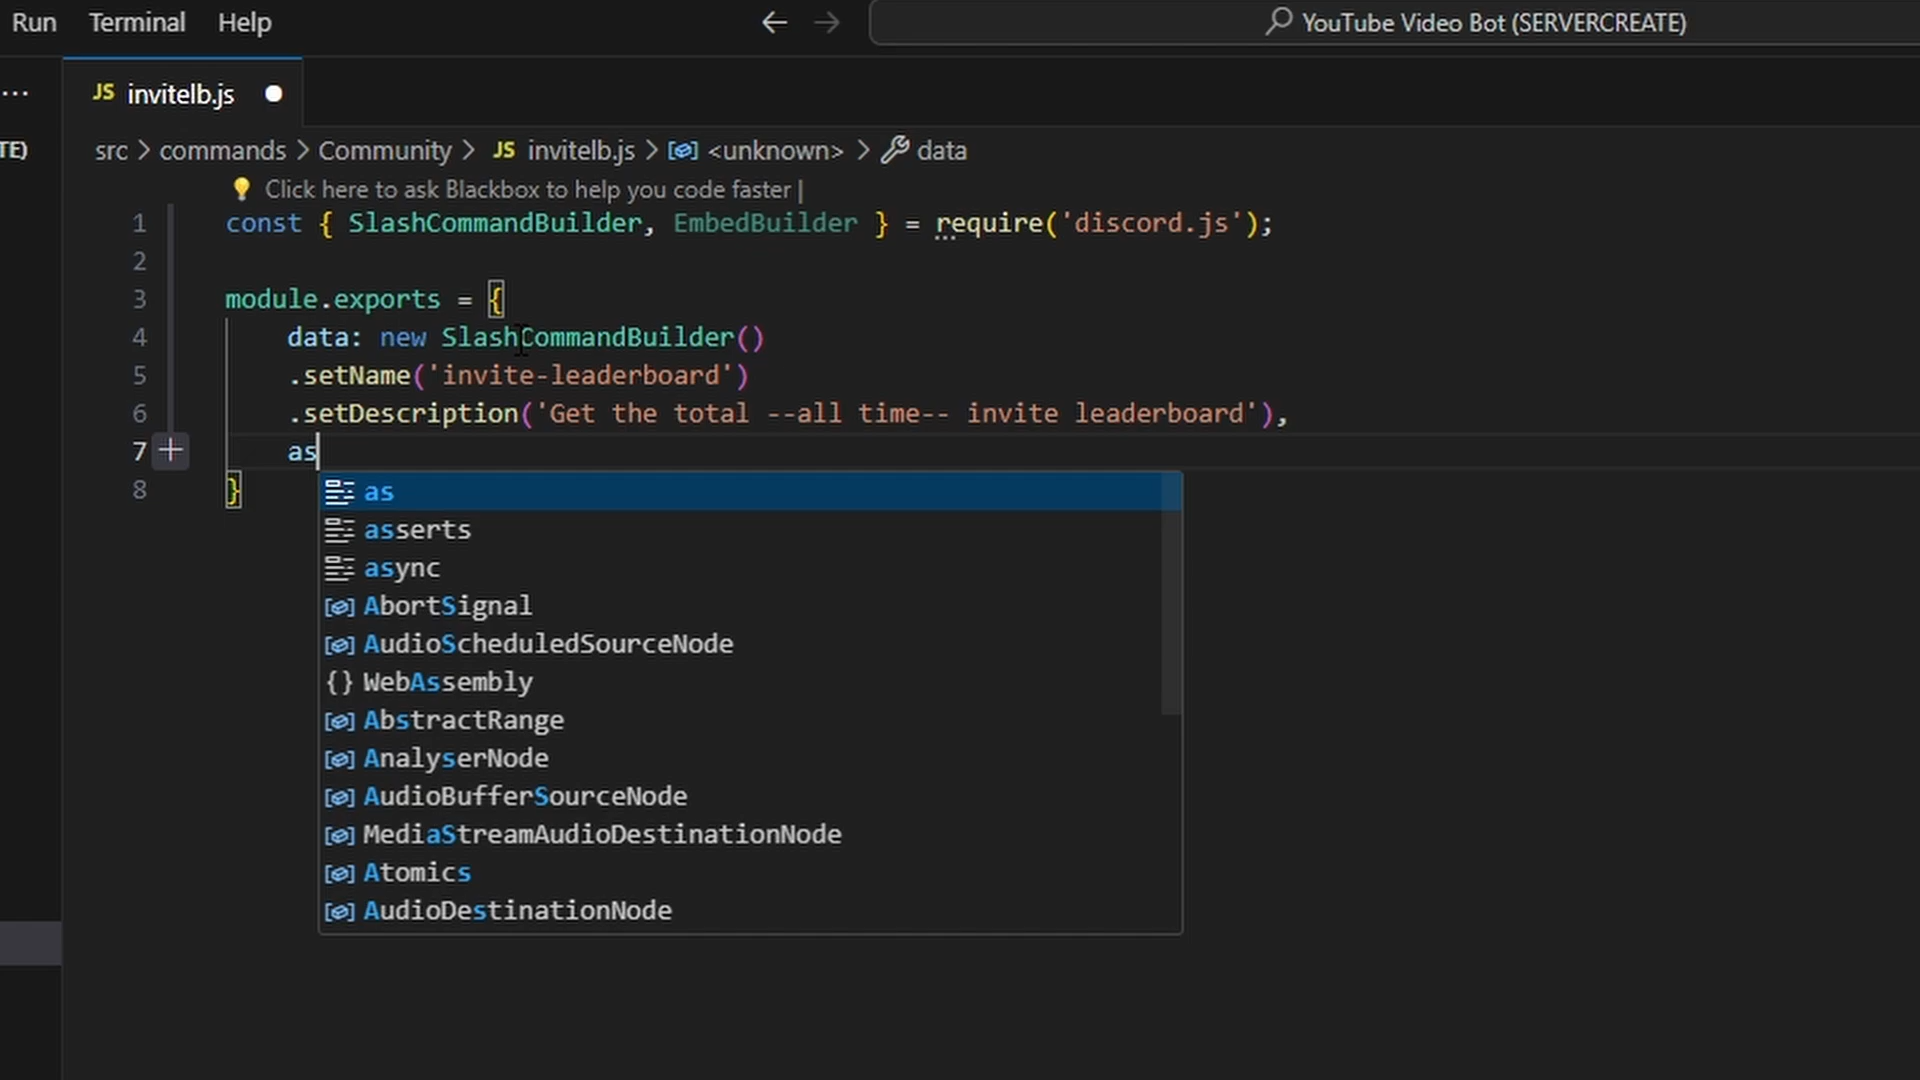 Run Terminal Help
YouTube Video Bot (SERVERCREATE)
... JS invitelb.js
TE) src > commands > Community > JS invitelb.js > <unknown> > data
Click here to ask Blackbox to help you code faster |
1 const { SlashCommandBuilder, EmbedBuilder } = require('discord.js');
2
3 module.exports = {
4 data: new SlashCommandBuilder()
5 .setName('invite-leaderboard')
6 .setDescription('Get the total --all time-- invite leaderboard'),
7 as
8 }
as
asserts
async
AbortSignal
AudioScheduledSourceNode
{} WebAssembly
AbstractRange
AnalyserNode
AudioBufferSourceNode
MediaStreamAudioDestinationNode
Atomics
AudioDestinationNode